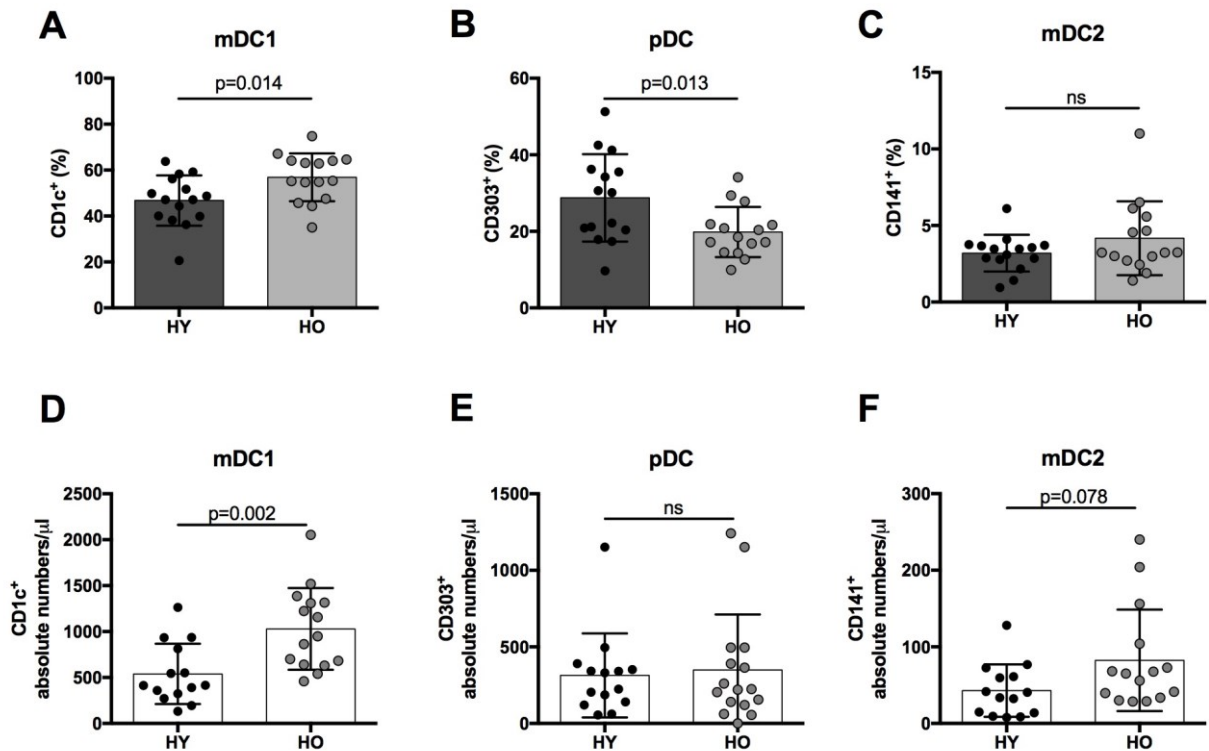 A
mDC1
p=0.014
CD1c+ (%)
100
80
60
40
20
0
HY
HO
B
pDC
p=0.013
CD303+ (%)
60
40
20
0
HY
HO
C
mDC2
ns
CD141+ (%)
15
10
5
0
HY
HO
D
mDC1
p=0.002
CD1c+
absolute numbers/µl
2500
2000
1500
1000
500
0
HY
HO
E
pDC
ns
CD303+
absolute numbers/µl
1500
1000
500
0
HY
HO
F
mDC2
p=0.078
CD141+
absolute numbers/µl
300
200
100
0
HY
HO